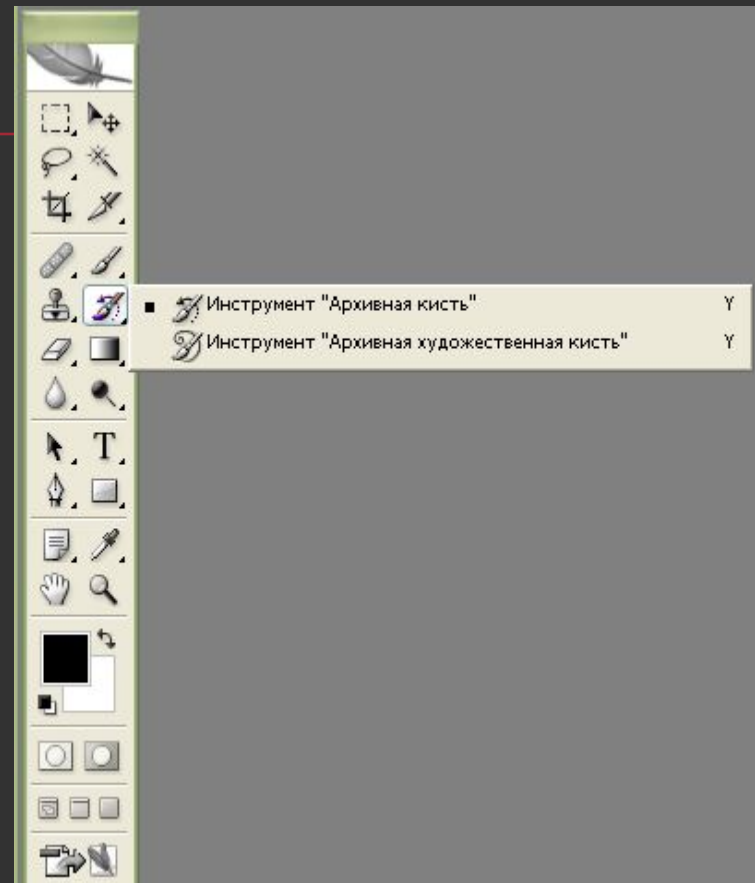 Инструмент "Архивная кисть" Y
Инструмент "Архивная художественная кисть" Y
T